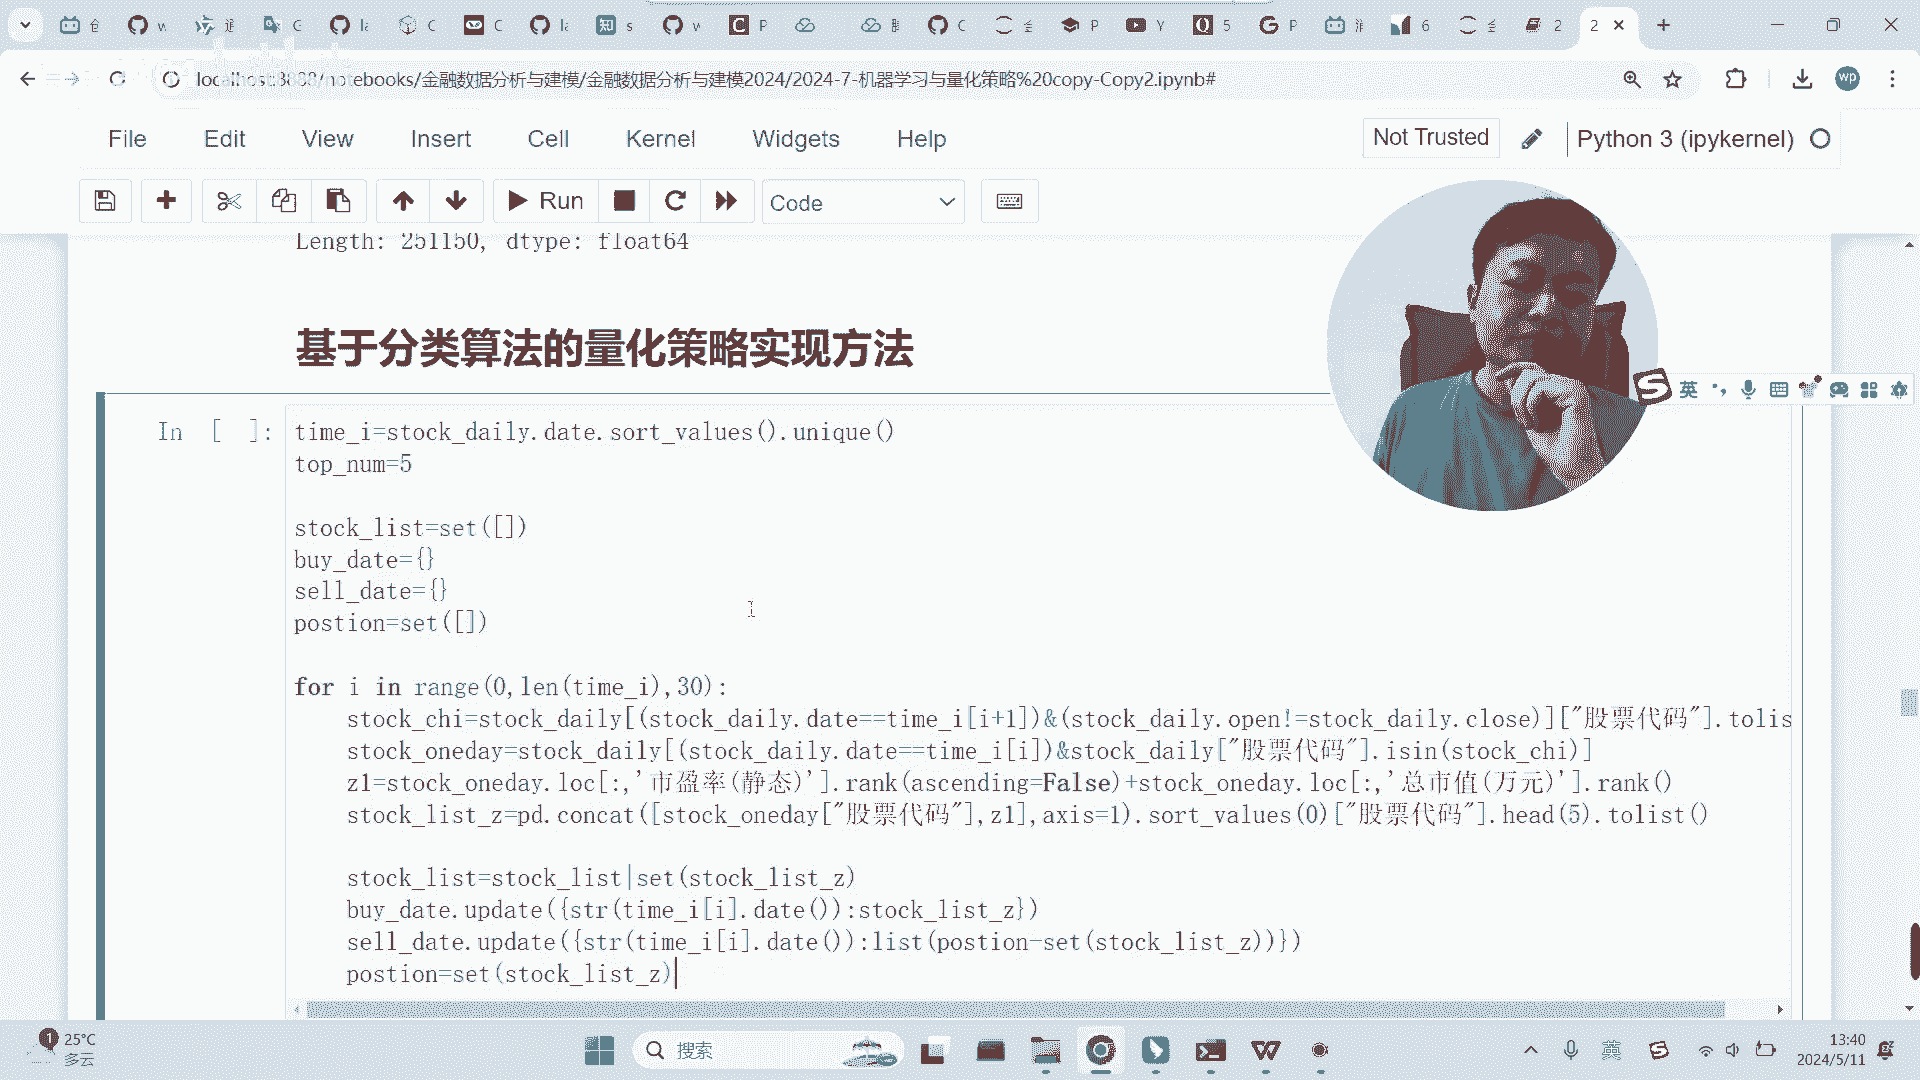 localhost:8888/notebooks/金融数据分析与建模/金融数据分析与建模2024/2024-7-机器学习与量化策略%20copy-Copy2.ipynb#
wp
File Edit View Insert Cell Kernel Widgets Help
Not Trusted
Python 3 (ipykernel)
Run
Code
Length: 251150, dtype: float64
基于分类算法的量化策略实现方法
英
In [ ]:
time_i=stock_daily.date.sort_values().unique()
top_num=5
stock_list=set([])
buy_date={}
sell_date={}
postion=set([])
for i in range(0,len(time_i),30):
stock_chi=stock_daily[(stock_daily.date==time_i[i+1])&(stock_daily.open!=stock_daily.close)]["股票代码"].tolis
stock_oneday=stock_daily[(stock_daily.date==time_i[i])&stock_daily["股票代码"].isin(stock_chi)]
z1=stock_oneday.loc[:,'市盈率(静态)'].rank(ascending=False)+stock_oneday.loc[:,'总市值(万元)'].rank()
stock_list_z=pd.concat([stock_oneday["股票代码"],z1],axis=1).sort_values(0)["股票代码"].head(5).tolist()
stock_list=stock_list|set(stock_list_z)
buy_date.update({str(time_i[i].date()):stock_list_z})
sell_date.update({str(time_i[i].date()):list(postion-set(stock_list_z))})
postion=set(stock_list_z)
1
25°C
多云
搜索
英
13:40
2024/5/11